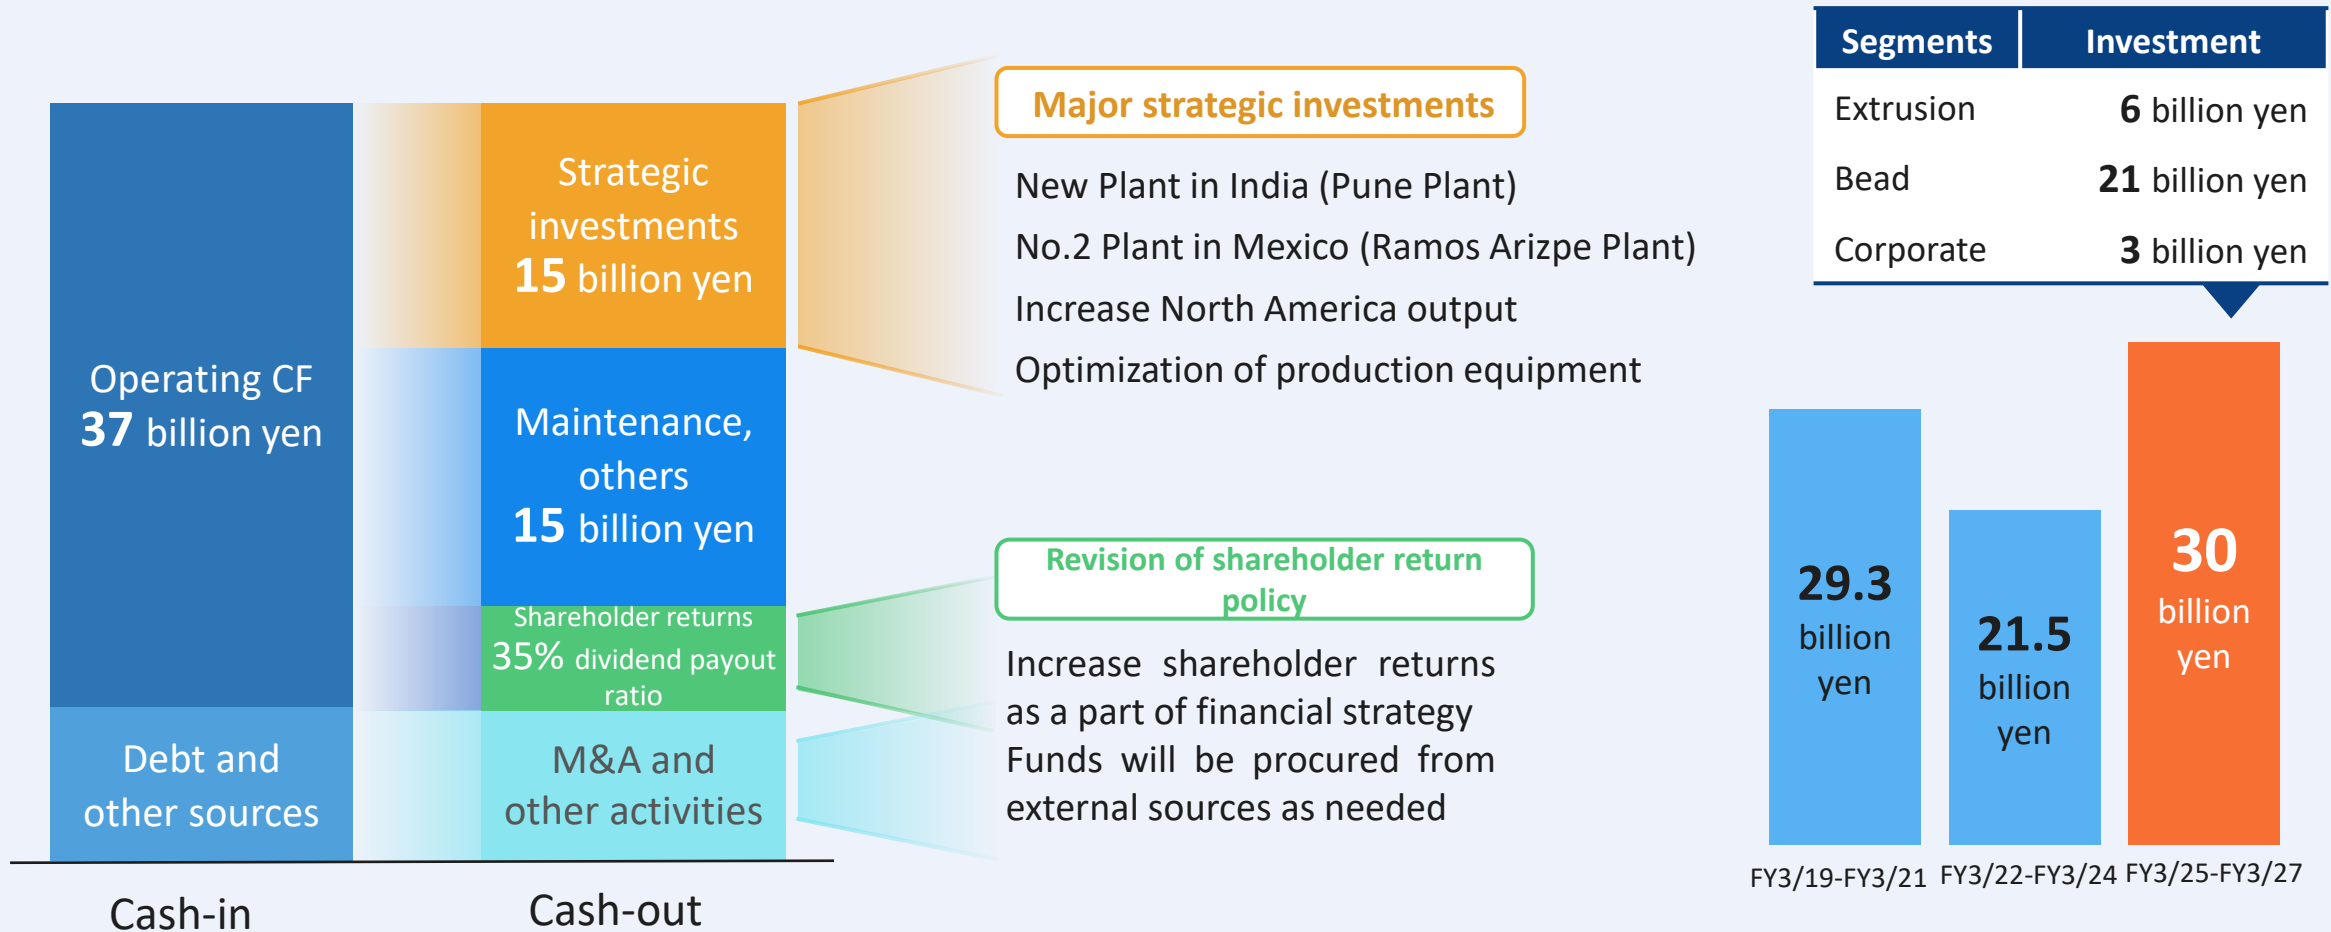 Operating CF
37 billion yen
Debt and
other sources
Cash-in
Strategic
investments
15 billion yen
Maintenance,
others
15 billion yen
Shareholder returns
35% dividend payout
ratio
M&A and
other activities
Cash-out
Major strategic investments
New Plant in India (Pune Plant)
No.2 Plant in Mexico (Ramos Arizpe Plant)
Increase North America output
Optimization of production equipment
Revision of shareholder return
policy
Increase shareholder returns
as a part of financial strategy
Funds will be procured from
external sources as needed
Segments Investment
Extrusion 6 billion yen
Bead 21 billion yen
Corporate 3 billion yen
29.3
billion
yen
FY3/19-FY3/21
21.5
billion
yen
FY3/22-FY3/24
30
billion
yen
FY3/25-FY3/27